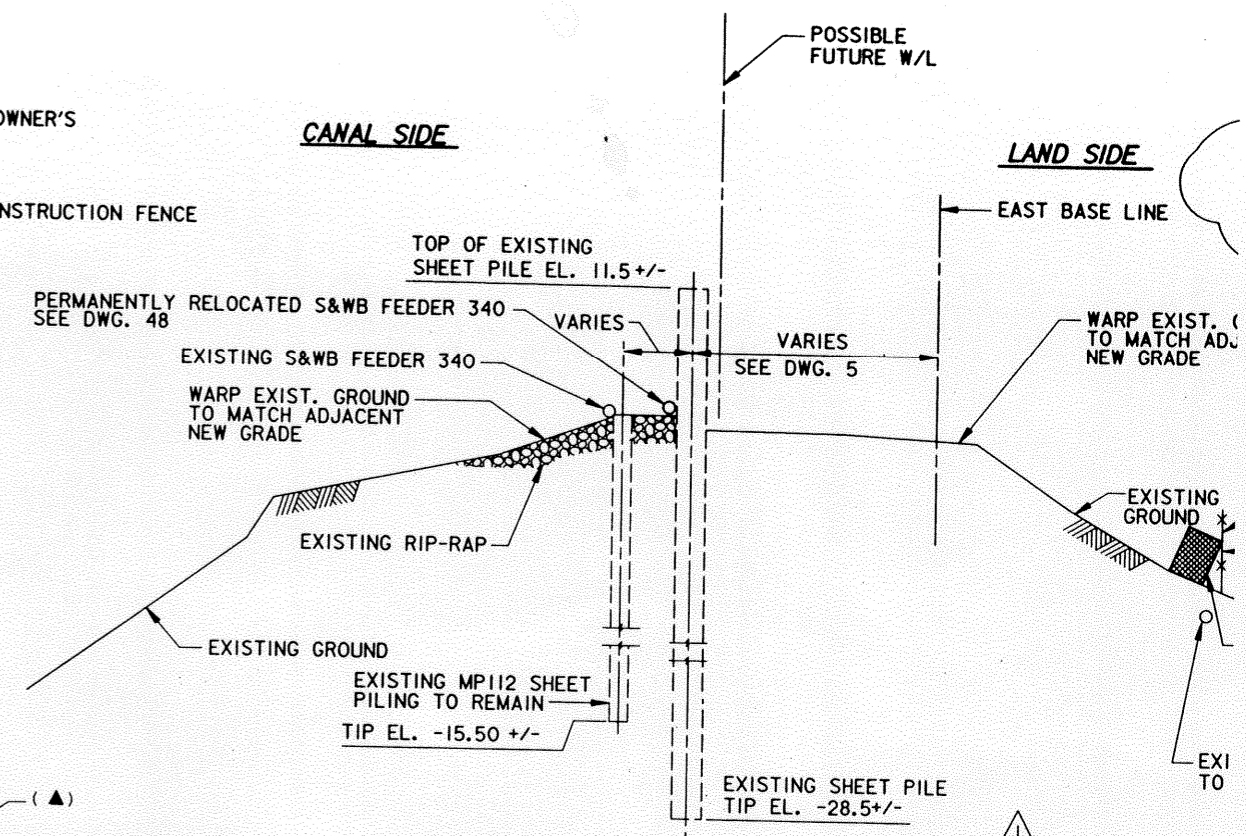 POSSIBLE
FUTURE W/L
OWNER'S
CANAL SIDE
LAND SIDE
CONSTRUCTION FENCE
EAST BASE LINE
TOP OF EXISTING
SHEET PILE EL. 11.5+/-
PERMANENTLY RELOCATED S&WB FEEDER 340
SEE DWG. 48
VARIES
VARIES
SEE DWG. 5
WARP EXIST.
TO MATCH ADJ
NEW GRADE
EXISTING S&WB FEEDER 340
WARP EXIST. GROUND
TO MATCH ADJACENT
NEW GRADE
EXISTING
GROUND
EXISTING RIP-RAP
EXISTING GROUND
EXISTING MP112 SHEET
PILING TO REMAIN
TIP EL. -15.50 +/-
EXISTING SHEET PILE
TIP EL. -28.5+/-
EXI
TO
(▲)